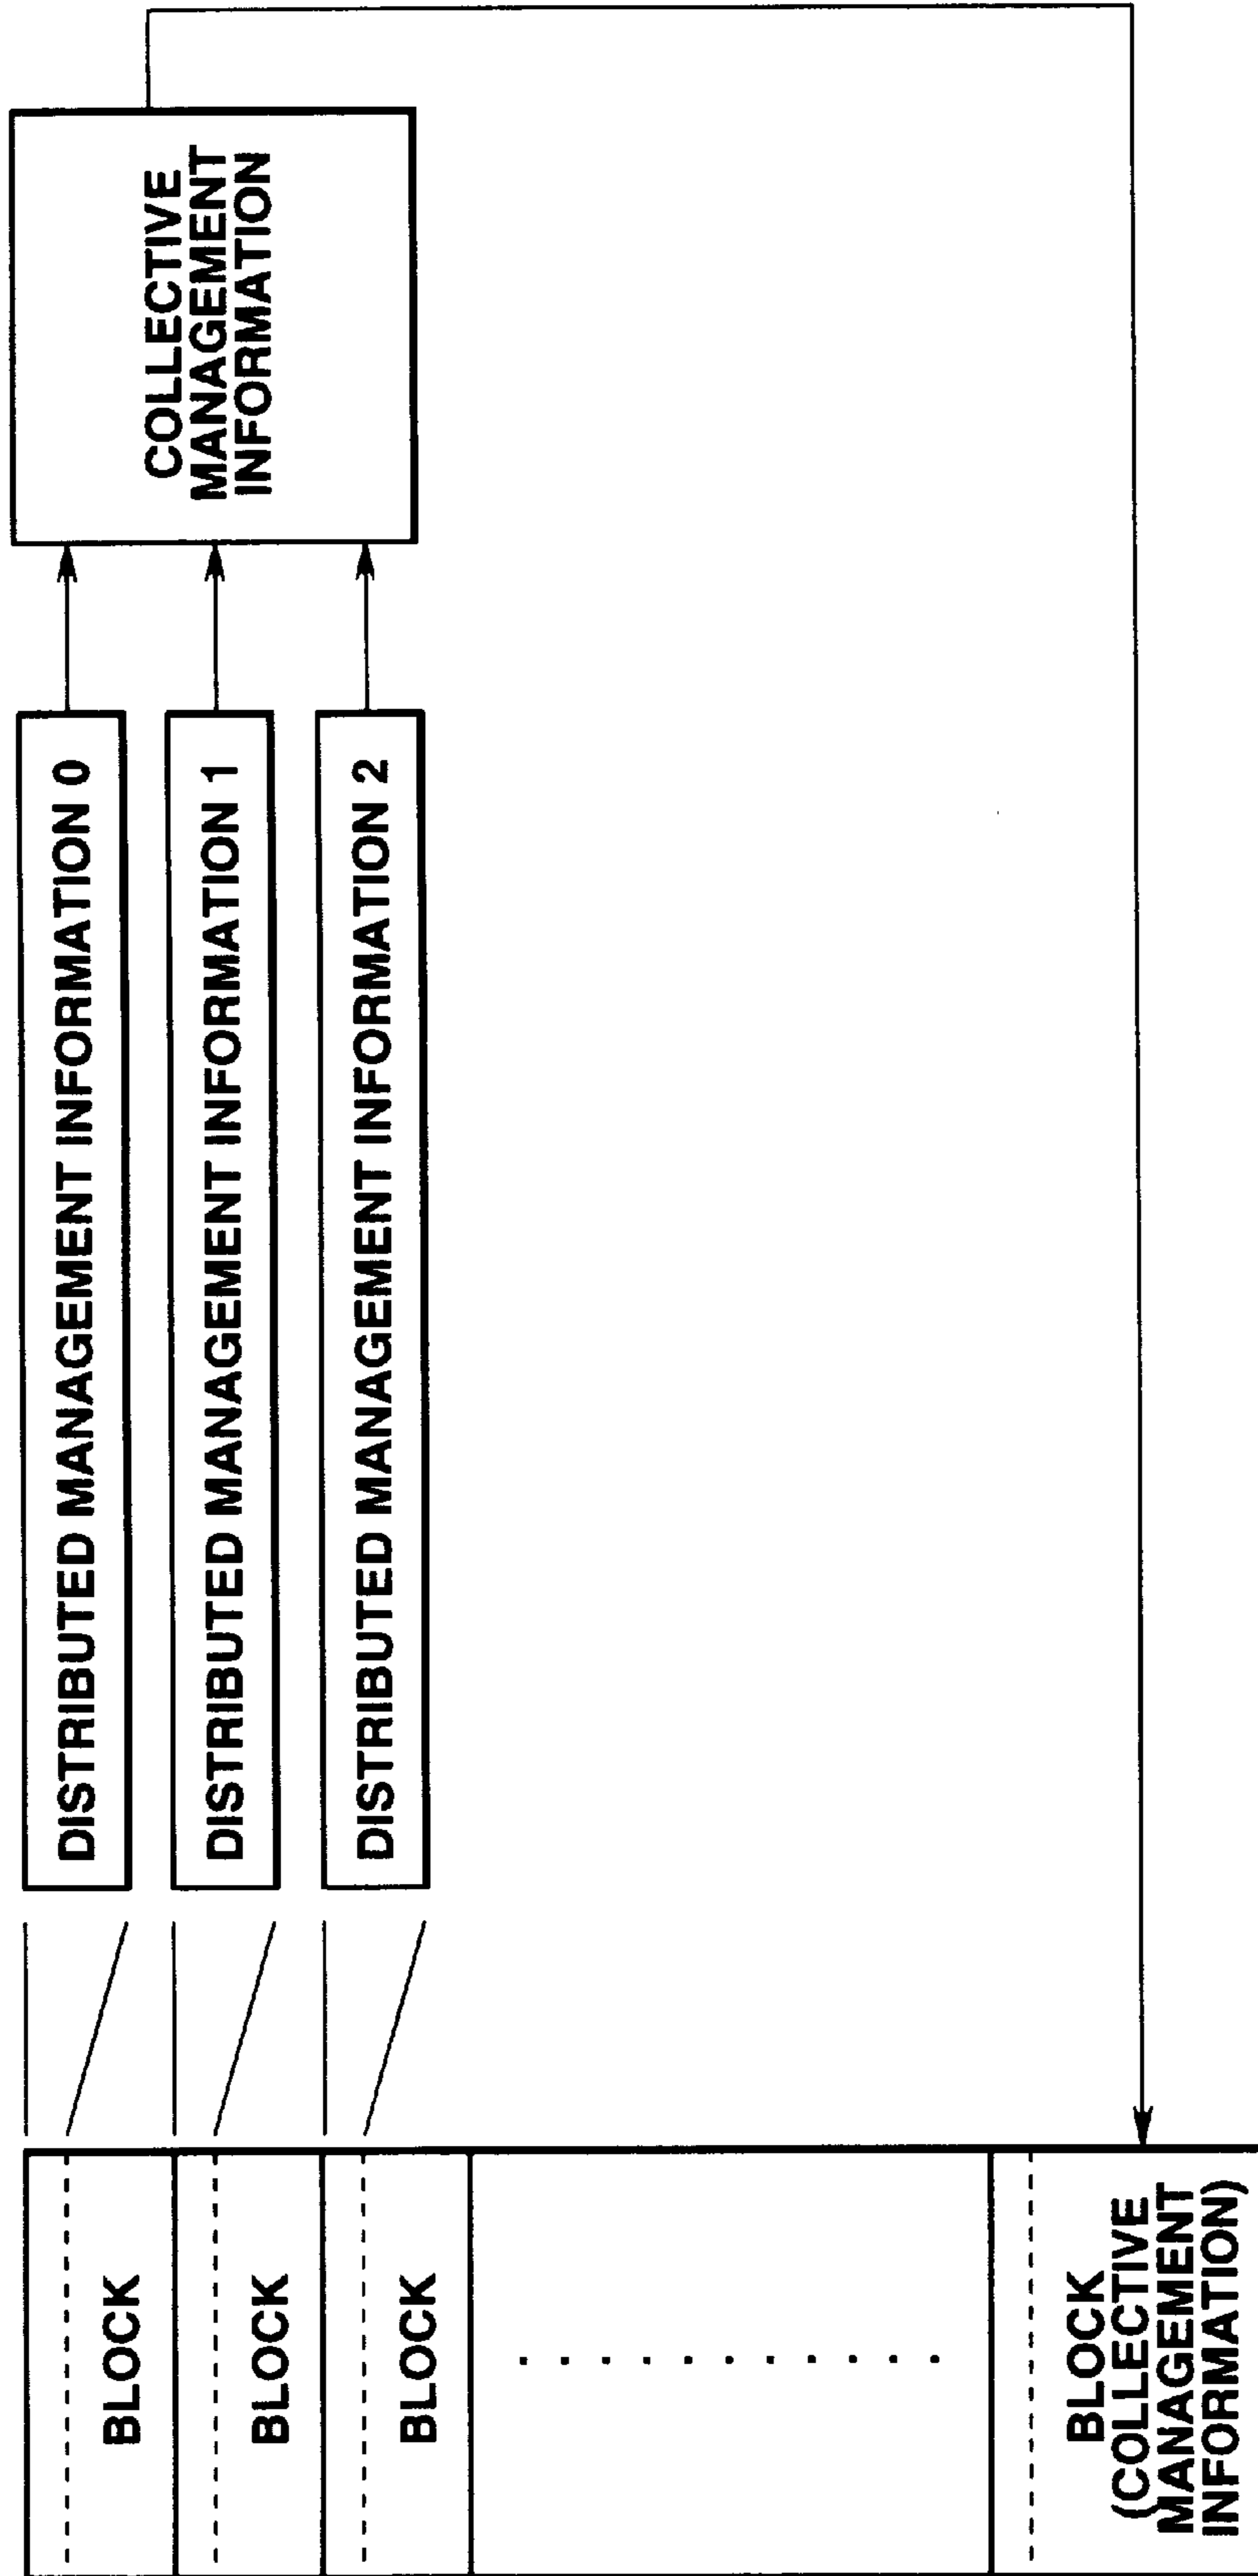 BLOCK
BLOCK
BLOCK
BLOCK
(COLLECTIVE
MANAGEMENT
INFORMATION)
DISTRIBUTED MANAGEMENT INFORMATION 0
DISTRIBUTED MANAGEMENT INFORMATION 1
DISTRIBUTED MANAGEMENT INFORMATION 2
COLLECTIVE
MANAGEMENT
INFORMATION